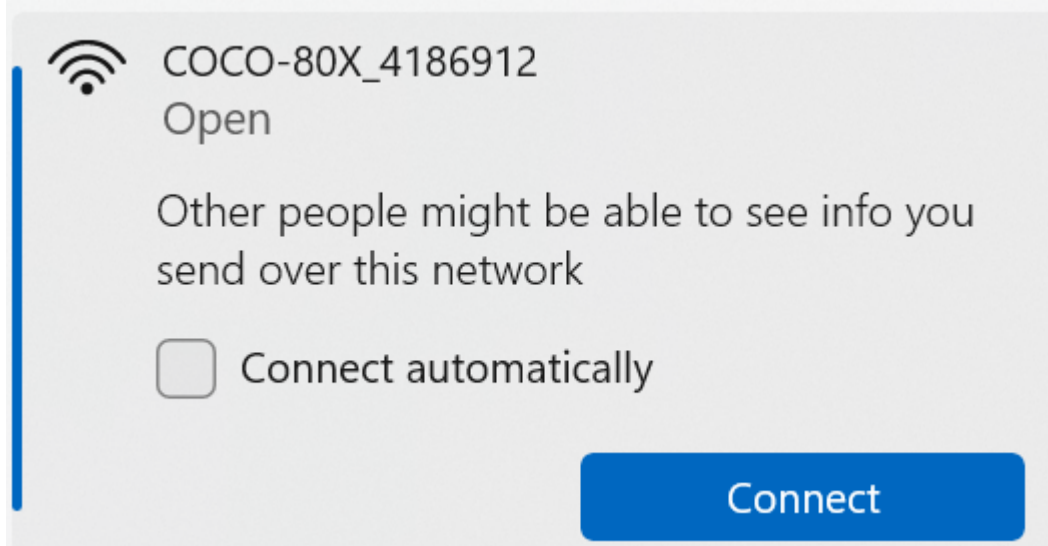 COCO-80X_4186912
Open
Other people might be able to see info you
send over this network
Connect automatically
Connect